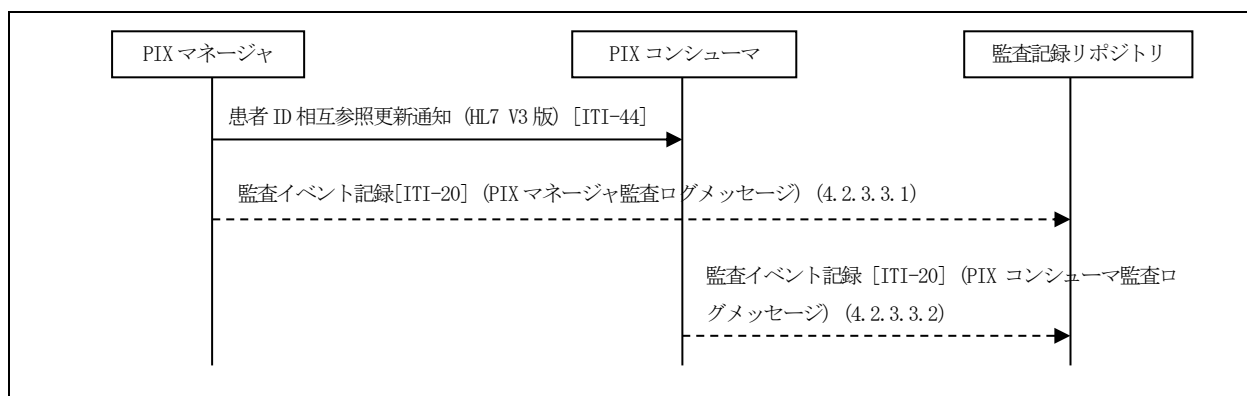 PIX マネージャ
PIX コンシューマ
監査記録リポジトリ
患者 ID 相互参照更新通知 (HL7 V3 版) [ITI-44]
監査イベント記録[ITI-20] (PIX マネージャ監査ログメッセージ) (4.2.3.3.1)
監査イベント記録 [ITI-20] (PIX コンシューマ監査ロ
グメッセージ) (4.2.3.3.2)